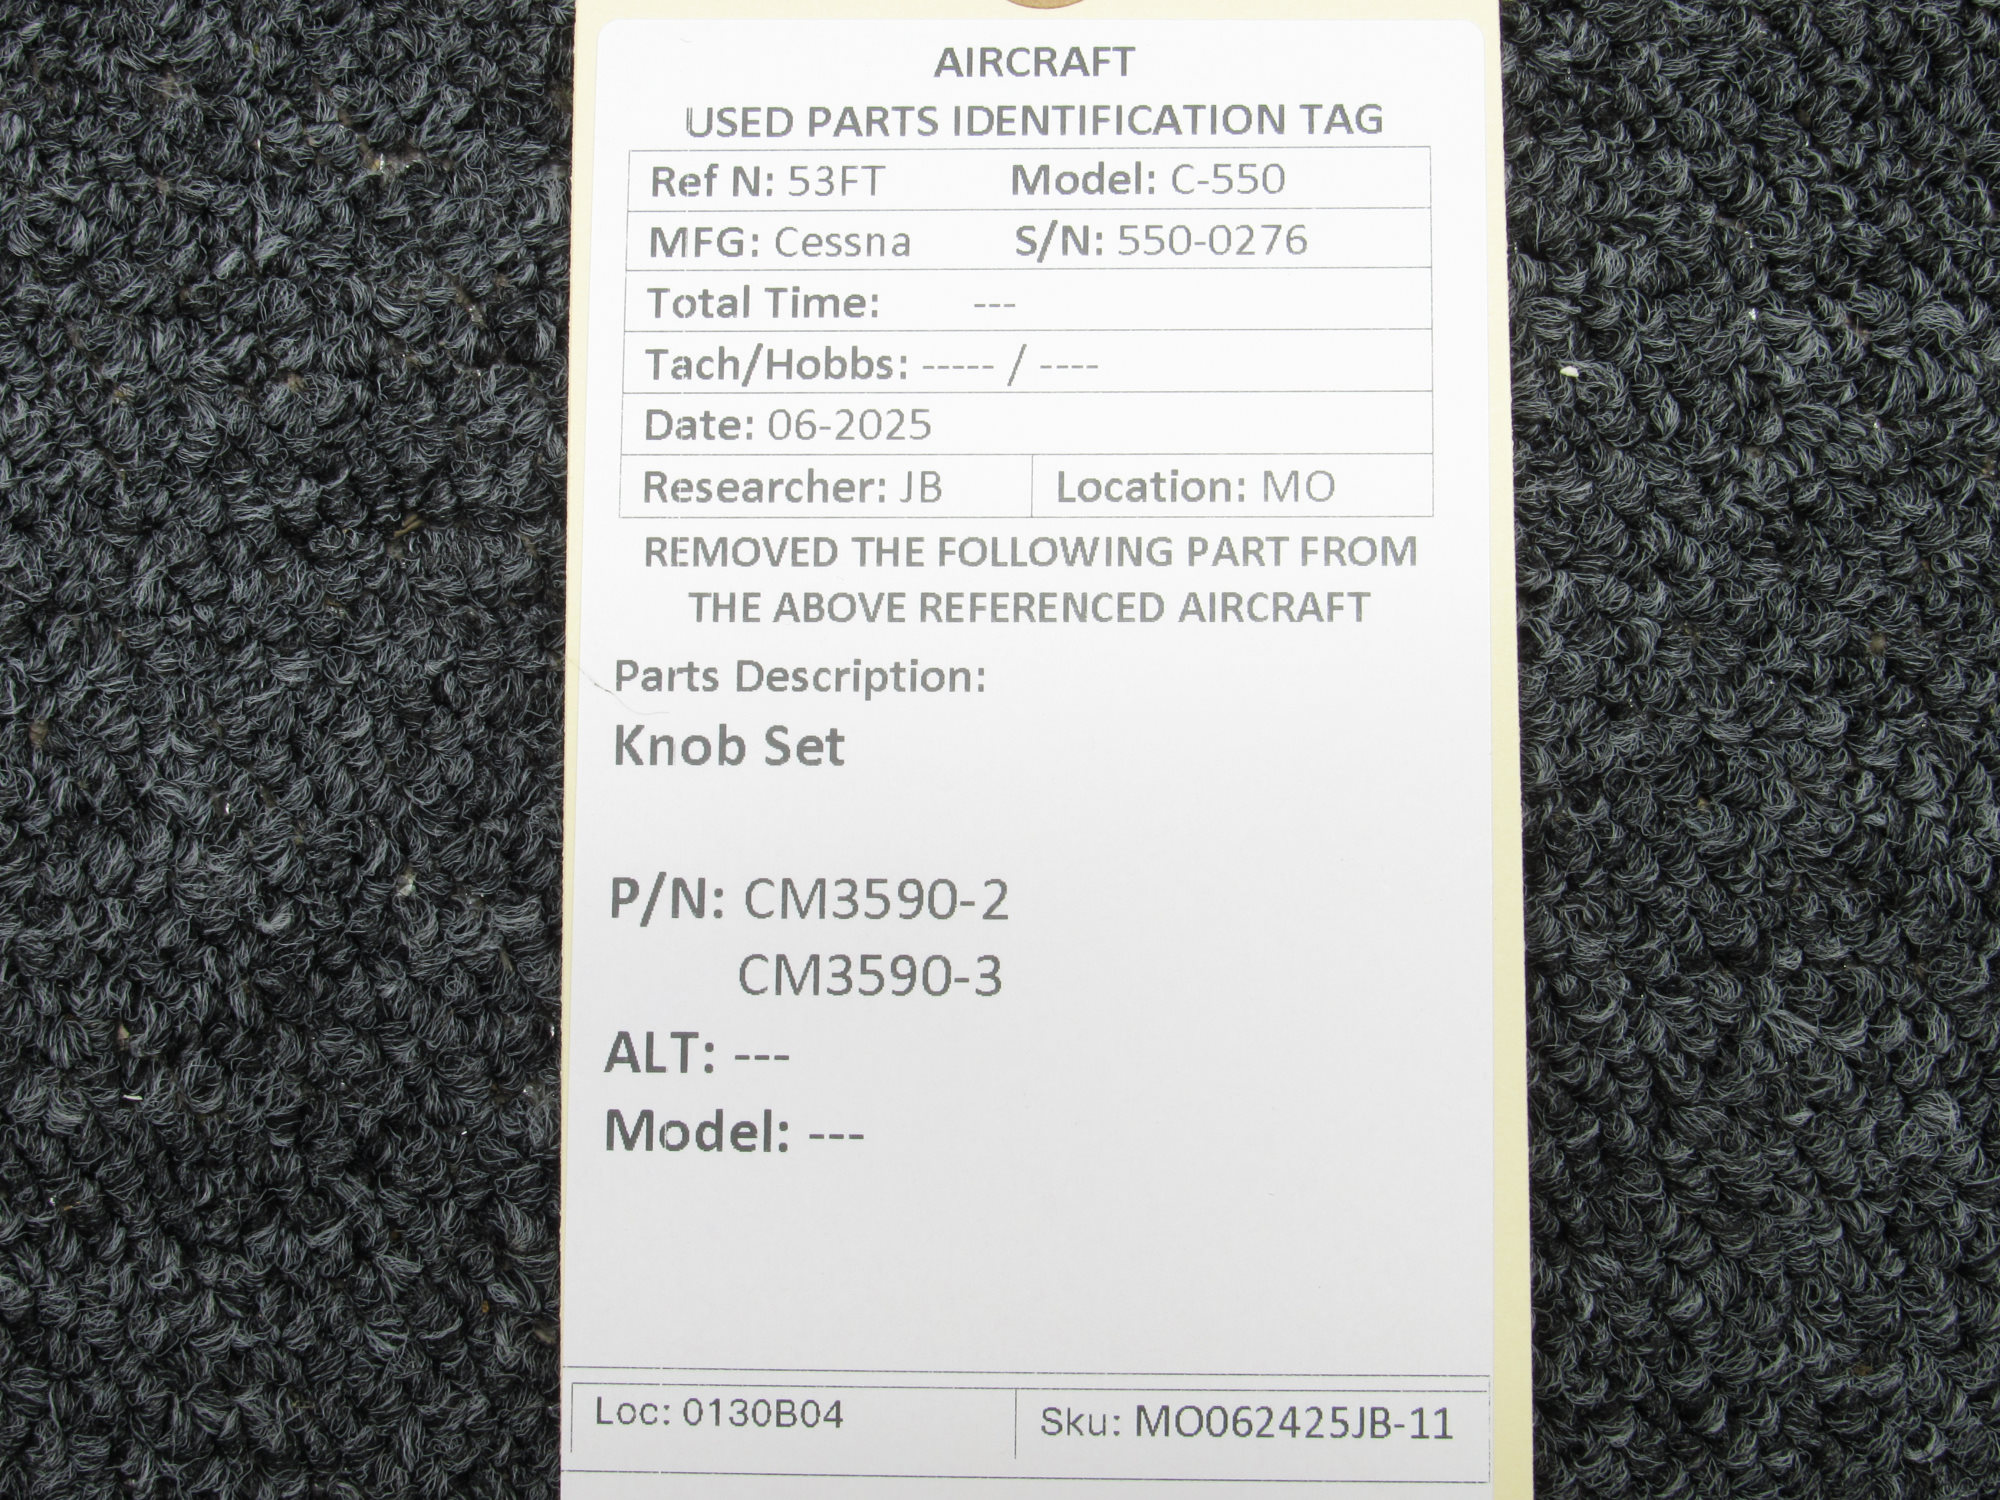 AIRCRAFT
USED PARTS IDENTIFICATION TAG
Ref N: 53FT Model: C-550
MFG: Cessna S/N: 550-0276
Total Time: ---
Tach/Hobbs: ----- / ----
Date: 06-2025
Researcher: JB Location: MO
REMOVED THE FOLLOWING PART FROM
THE ABOVE REFERENCED AIRCRAFT
Parts Description:
Knob Set
P/N: CM3590-2
CM3590-3
ALT: ---
Model: ---
Loc: 0130B04 Sku: MO062425JB-11